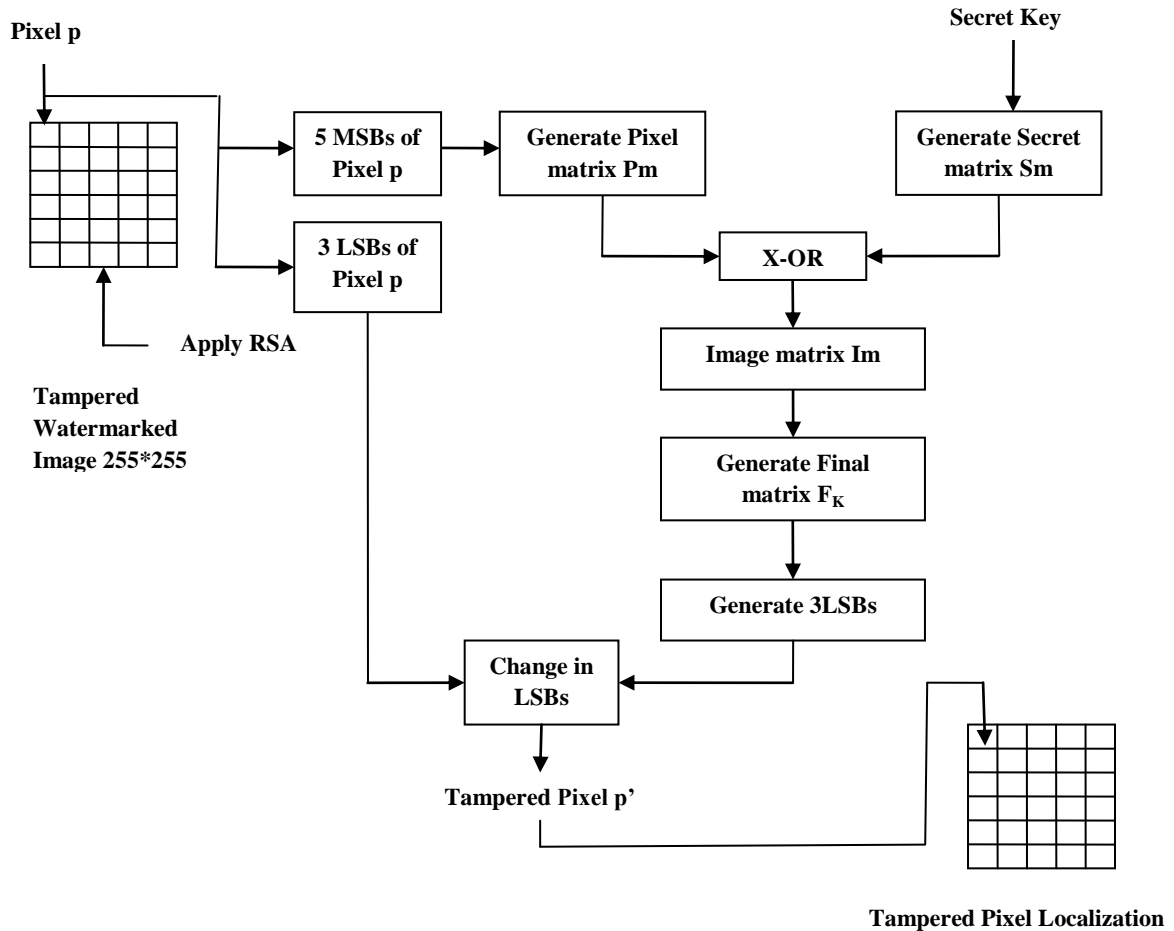 Pixel p
Secret Key
5 MSBs of
Pixel p
Generate Pixel
matrix Pm
Generate Secret
matrix Sm
3 LSBs of
Pixel p
X-OR
Apply RSA
Image matrix Im
Tampered
Watermarked
Image 255*255
Generate Final
matrix F_K
Generate 3LSBs
Change in
LSBs
Tampered Pixel p’
Tampered Pixel Localization